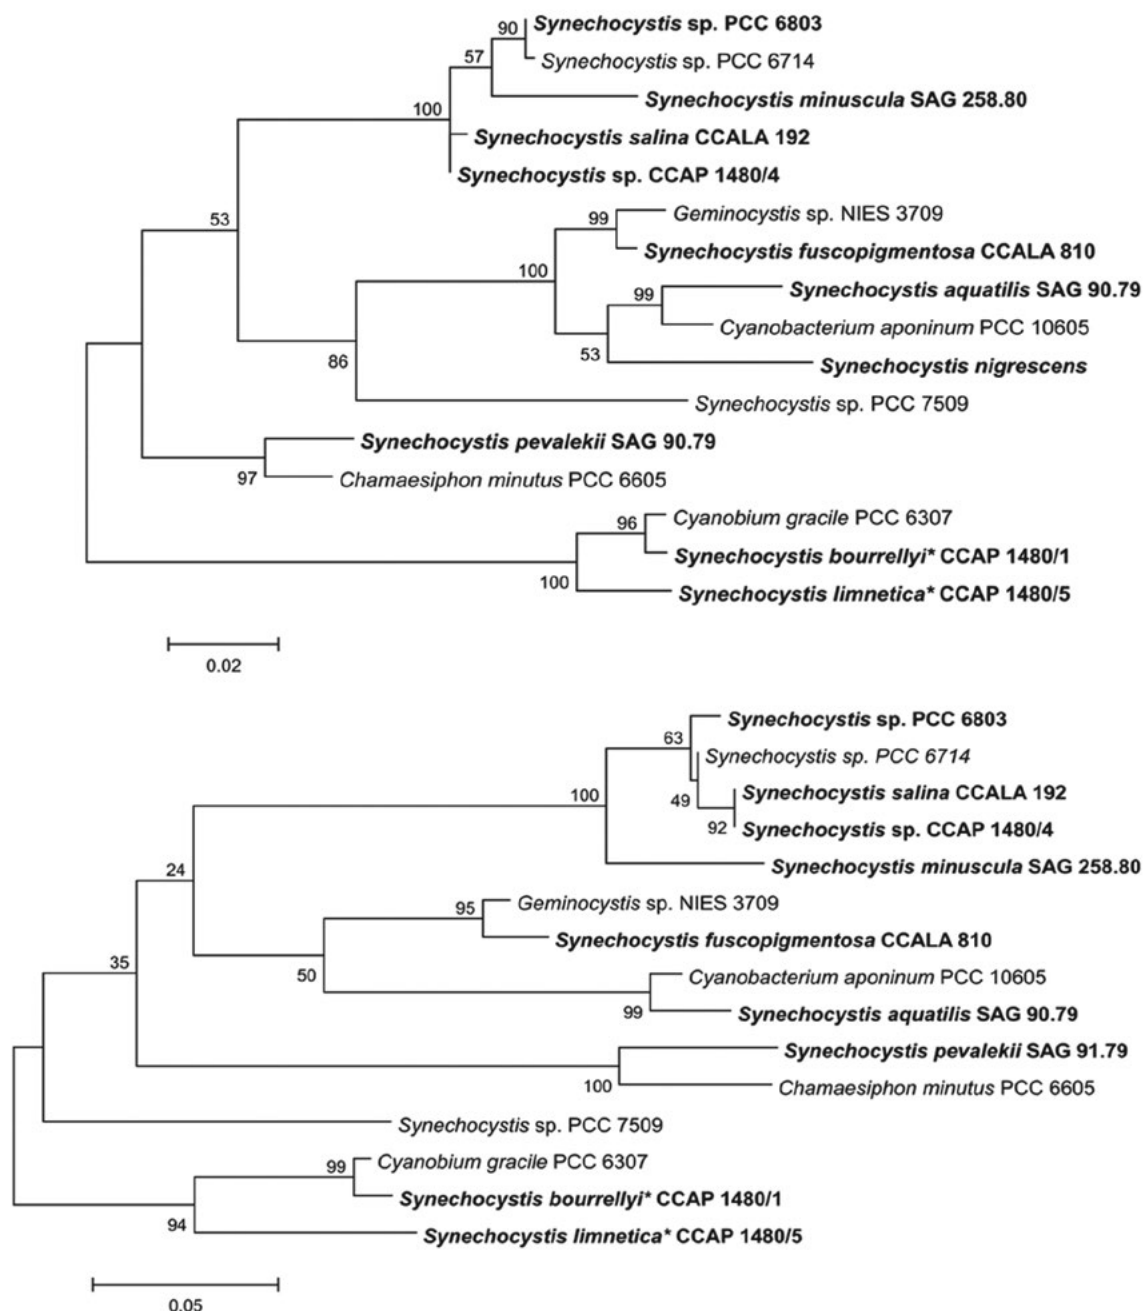 90
Synechocystis sp. PCC 6803
57
Synechocystis sp. PCC 6714
Synechocystis minuscula SAG 258.80
100
Synechocystis salina CCALA 192
Synechocystis sp. CCAP 1480/4
53
99
Geminocystis sp. NIES 3709
Synechocystis fuscopigmentosa CCALA 810
100
Synechocystis aquatilis SAG 90.79
99
Cyanobacterium aponinum PCC 10605
53
86
Synechocystis nigrescens
Synechocystis sp. PCC 7509
Synechocystis pevalekii SAG 90.79
97
Chamaesiphon minutus PCC 6605
Cyanobium gracile PCC 6307
96
Synechocystis bourrellyi* CCAP 1480/1
100
Synechocystis limnetica* CCAP 1480/5
0.02
Synechocystis sp. PCC 6803
63
Synechocystis sp. PCC 6714
100
Synechocystis salina CCALA 192
49
92
Synechocystis sp. CCAP 1480/4
Synechocystis minuscula SAG 258.80
24
Geminocystis sp. NIES 3709
95
Synechocystis fuscopigmentosa CCALA 810
35
50
Cyanobacterium aponinum PCC 10605
99
Synechocystis aquatilis SAG 90.79
Synechocystis pevalekii SAG 91.79
100
Chamaesiphon minutus PCC 6605
Synechocystis sp. PCC 7509
99
Cyanobium gracile PCC 6307
Synechocystis bourrellyi* CCAP 1480/1
94
Synechocystis limnetica* CCAP 1480/5
0.05